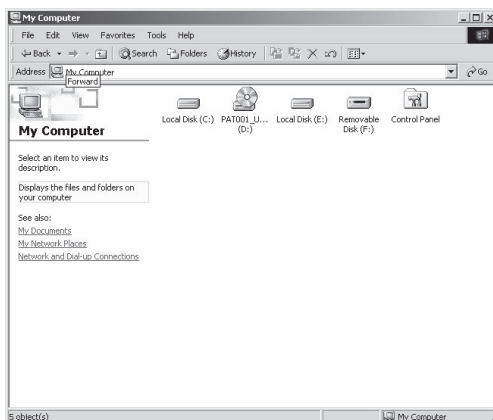 My Computer
File Edit View Favorites Tools Help
Back Search Folders History
Address My Computer Go
Forward
My Computer
Local Disk (C:) PAT001_U... (D:) Local Disk (E:) Removable Disk (F:) Control Panel
Select an item to view its
description.
Displays the files and folders on
your computer
See also:
My Documents
My Network Places
Network and Dial-up Connections
5 object(s) My Computer